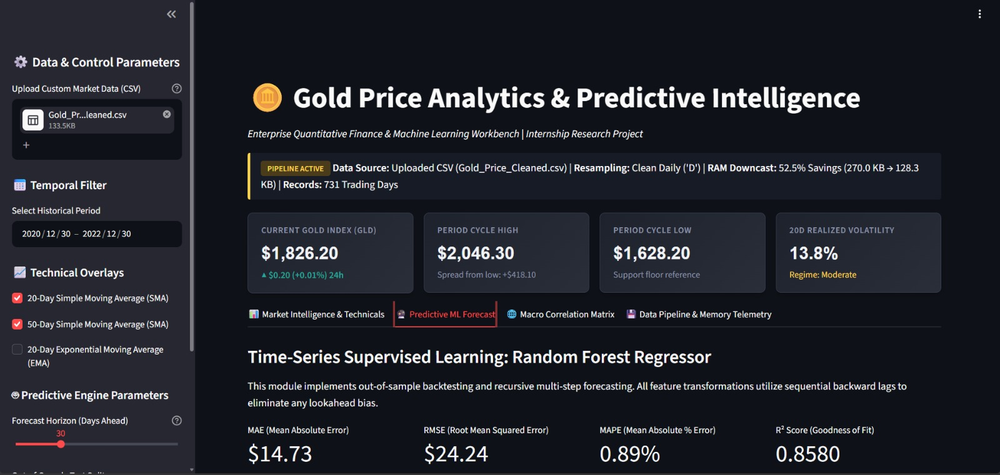 Data & Control Parameters
Upload Custom Market Data (CSV)
Gold_Pr...leaned.csv
133.5KB
Temporal Filter
Select Historical Period
2020/12/30 – 2022/12/30
Technical Overlays
20-Day Simple Moving Average (SMA)
50-Day Simple Moving Average (SMA)
20-Day Exponential Moving Average
(EMA)
Predictive Engine Parameters
Forecast Horizon (Days Ahead)
30
Gold Price Analytics & Predictive Intelligence
Enterprise Quantitative Finance & Machine Learning Workbench | Internship Research Project
PIPELINE ACTIVE Data Source: Uploaded CSV (Gold_Price_Cleaned.csv) | Resampling: Clean Daily ('D') | RAM Downcast: 52.5% Savings (270.0 KB → 128.3
KB) | Records: 731 Trading Days
CURRENT GOLD INDEX (GLD)
$1,826.20
▲ $0.20 (+0.01%) 24h
PERIOD CYCLE HIGH
$2,046.30
Spread from low: +$418.10
PERIOD CYCLE LOW
$1,628.20
Support floor reference
20D REALIZED VOLATILITY
13.8%
Regime: Moderate
Market Intelligence & Technicals
Predictive ML Forecast
Macro Correlation Matrix
Data Pipeline & Memory Telemetry
Time-Series Supervised Learning: Random Forest Regressor
This module implements out-of-sample backtesting and recursive multi-step forecasting. All feature transformations utilize sequential backward lags to
eliminate any lookahead bias.
MAE (Mean Absolute Error)
$14.73
RMSE (Root Mean Squared Error)
$24.24
MAPE (Mean Absolute % Error)
0.89%
R² Score (Goodness of Fit)
0.8580